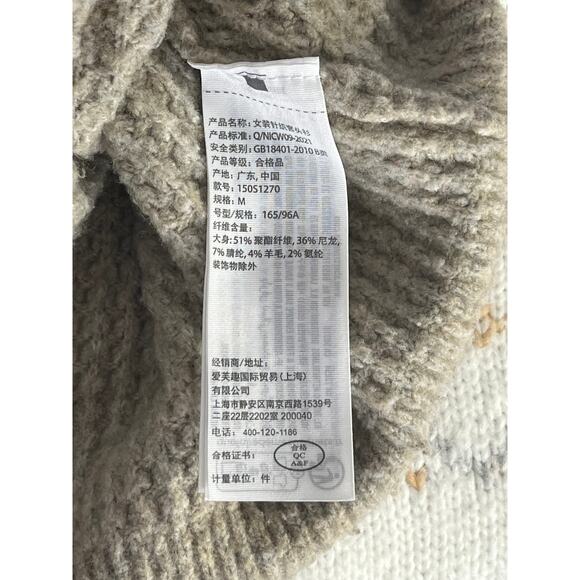 产品名称: 女装针织套头衫
产品标准: Q/NiCW09-2021
安全类别: GB18401-2010 B类
产品等级: 合格品
产地: 广东, 中国
款号: 150S1270
规格: M
号型/规格: 165/96A
纤维含量:
大身: 51% 聚酯纤维, 36% 尼龙,
7% 腈纶, 4% 羊毛, 2% 氨纶
装饰物除外
经销商/地址:
爱芙趣国际贸易(上海)
有限公司
上海市静安区南京西路1539号
二座22层2202室 200040
电话: 400-120-1186
合格证书:
合格
QC
A&F
计量单位: 件